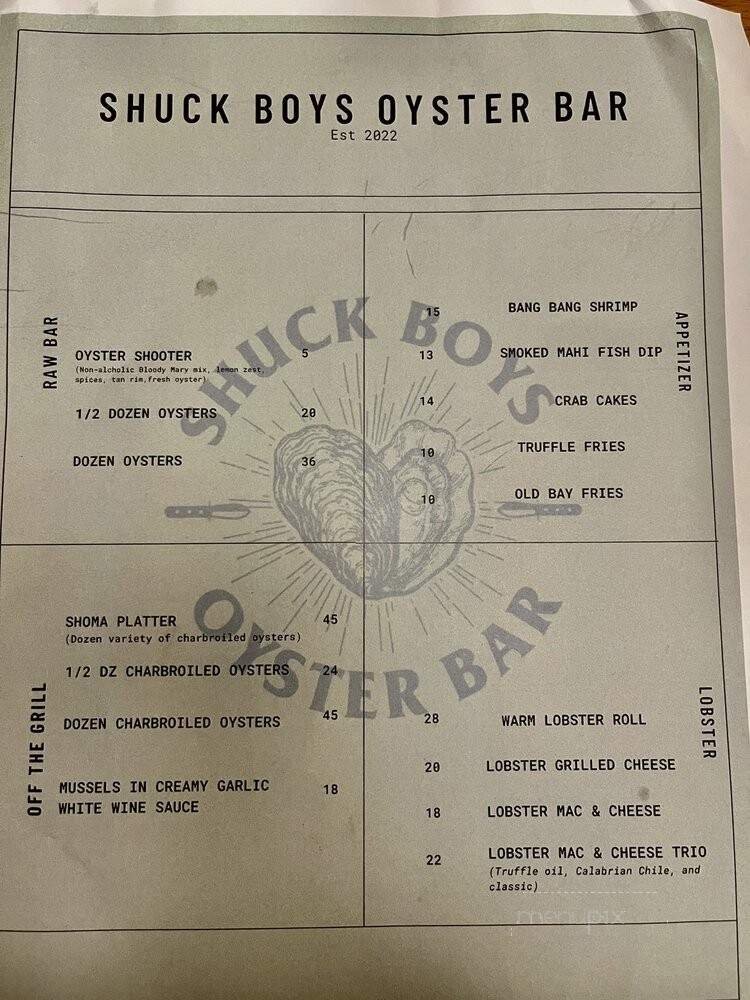 SHUCK BOYS OYSTER BAR
Est 2022
RAW BAR
OYSTER SHOOTER 5
(Non-alcholic Bloody Mary mix, lemon zest,
spices, tan rim,fresh oyster)
1/2 DOZEN OYSTERS 20
DOZEN OYSTERS 36
APPETIZER
15 BANG BANG SHRIMP
13 SMOKED MAHI FISH DIP
14 CRAB CAKES
10 TRUFFLE FRIES
10 OLD BAY FRIES
SHUCK BOYS
OYSTER BAR
OFF THE GRILL
SHOMA PLATTER 45
(Dozen variety of charbroiled oysters)
1/2 DZ CHARBROILED OYSTERS 24
DOZEN CHARBROILED OYSTERS 45
MUSSELS IN CREAMY GARLIC 18
WHITE WINE SAUCE
LOBSTER
28 WARM LOBSTER ROLL
20 LOBSTER GRILLED CHEESE
18 LOBSTER MAC & CHEESE
22 LOBSTER MAC & CHEESE TRIO
(Truffle oil, Calabrian Chile, and
classic)
menupix